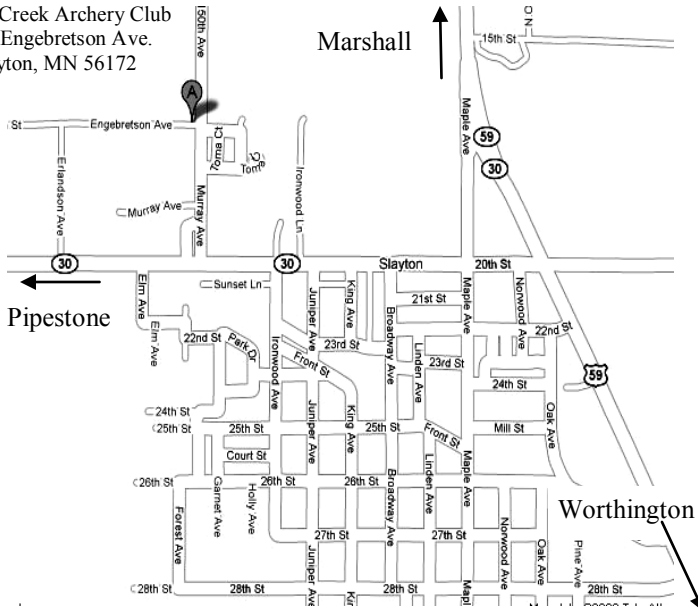 Creek Archery Club
Engebretson Ave.
yton, MN 56172
150th Ave
Marshall
15th St
A
St
Engebretson Ave
Toms Ct
Maple Ave
59
30
Erlandson Ave
Murray Ave
Murray Ave
Ironwood Ln
30
30
Slayton
20th St
Pipestone
Elm Ave
Sunset Ln
Juniper Ave
King Ave
21st St
Maple Ave
Norwood Ave
Elm Ave
22nd St
Park Dr
Ironwood Ave
23rd St
Broadway Ave
Linden Ave
22nd St
Front St
23rd St
59
24th St
24th St
Juniper Ave
King Ave
Oak Ave
25th St
25th St
25th St
Front St
Mill St
Court St
26th St
26th St
26th St
Garnet Ave
Holly Ave
Broadway Ave
Linden Ave
Maple Ave
Worthington
Forest Ave
27th St
27th St
Norwood Ave
Oak Ave
Pine Ave
Juniper Ave
28th St
28th St
28th St
28th St